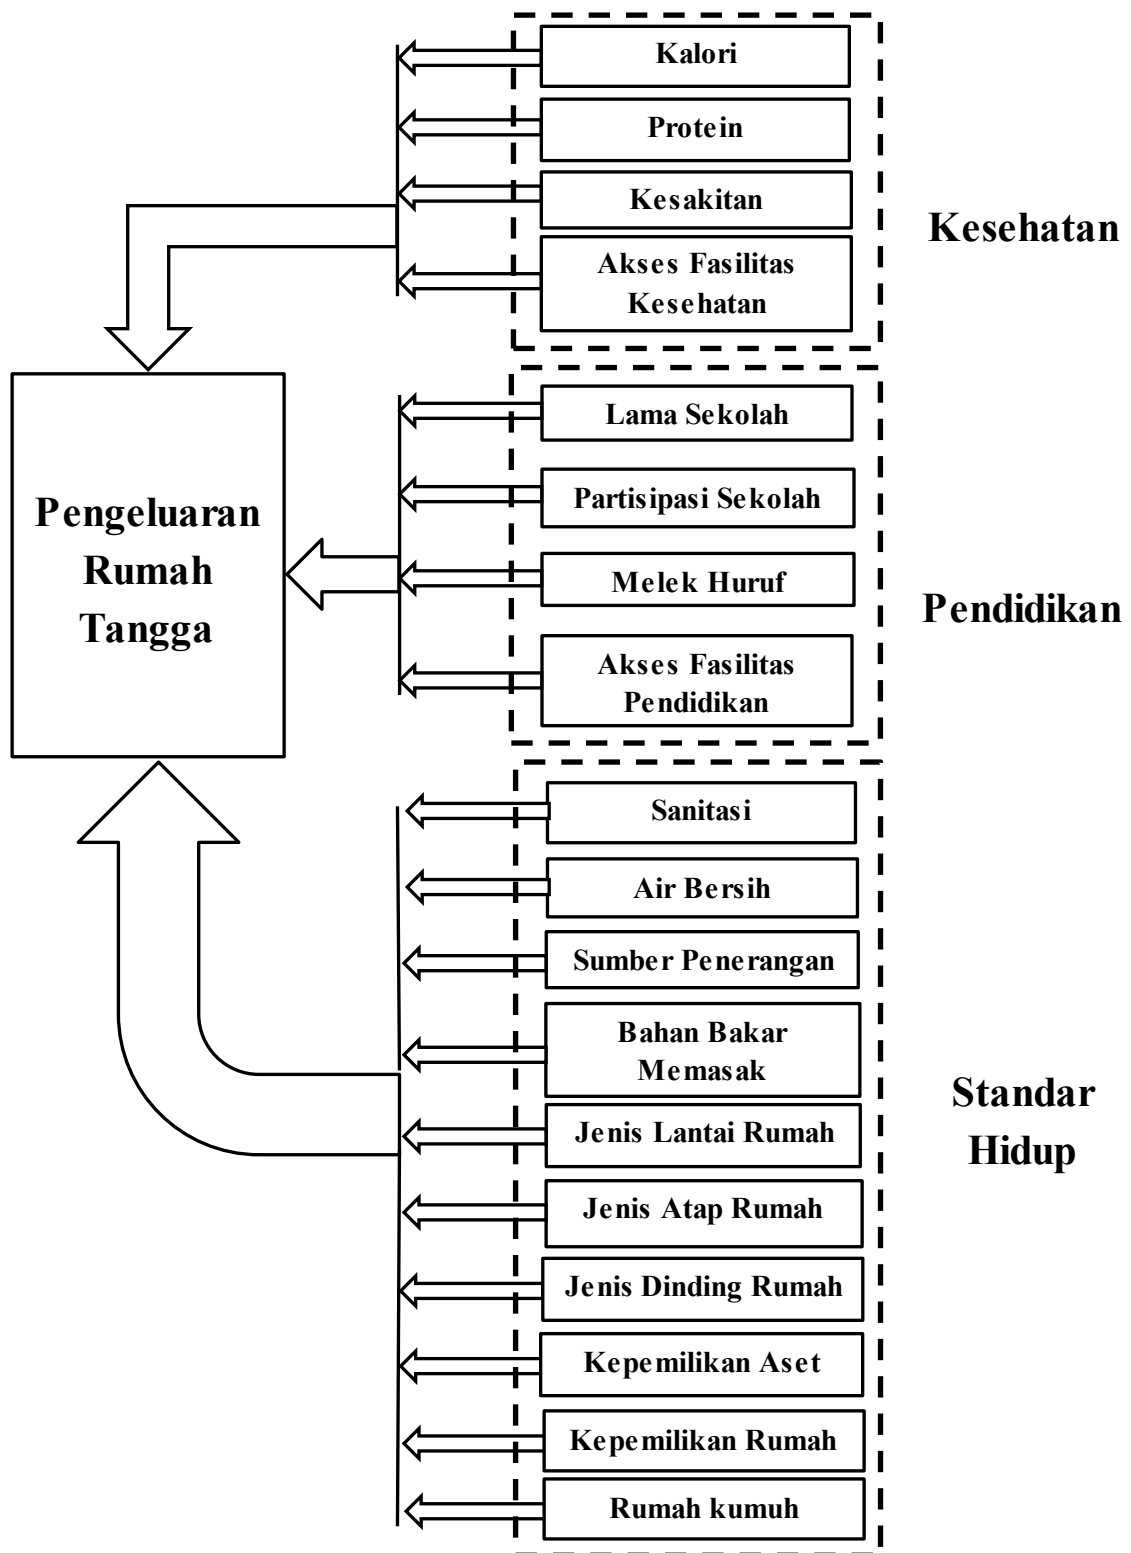 Kalori
Protein
Kesakitan
Akses Fasilitas
Kesehatan
Kesehatan
Lama Sekolah
Partisipasi Sekolah
Melek Huruf
Akses Fasilitas
Pendidikan
Pendidikan
Pengeluaran
Rumah
Tangga
Sanitasi
Air Bersih
Sumber Penerangan
Bahan Bakar
Memasak
Jenis Lantai Rumah
Jenis Atap Rumah
Jenis Dinding Rumah
Kepemilikan Aset
Kepemilikan Rumah
Rumah kumuh
Standar
Hidup